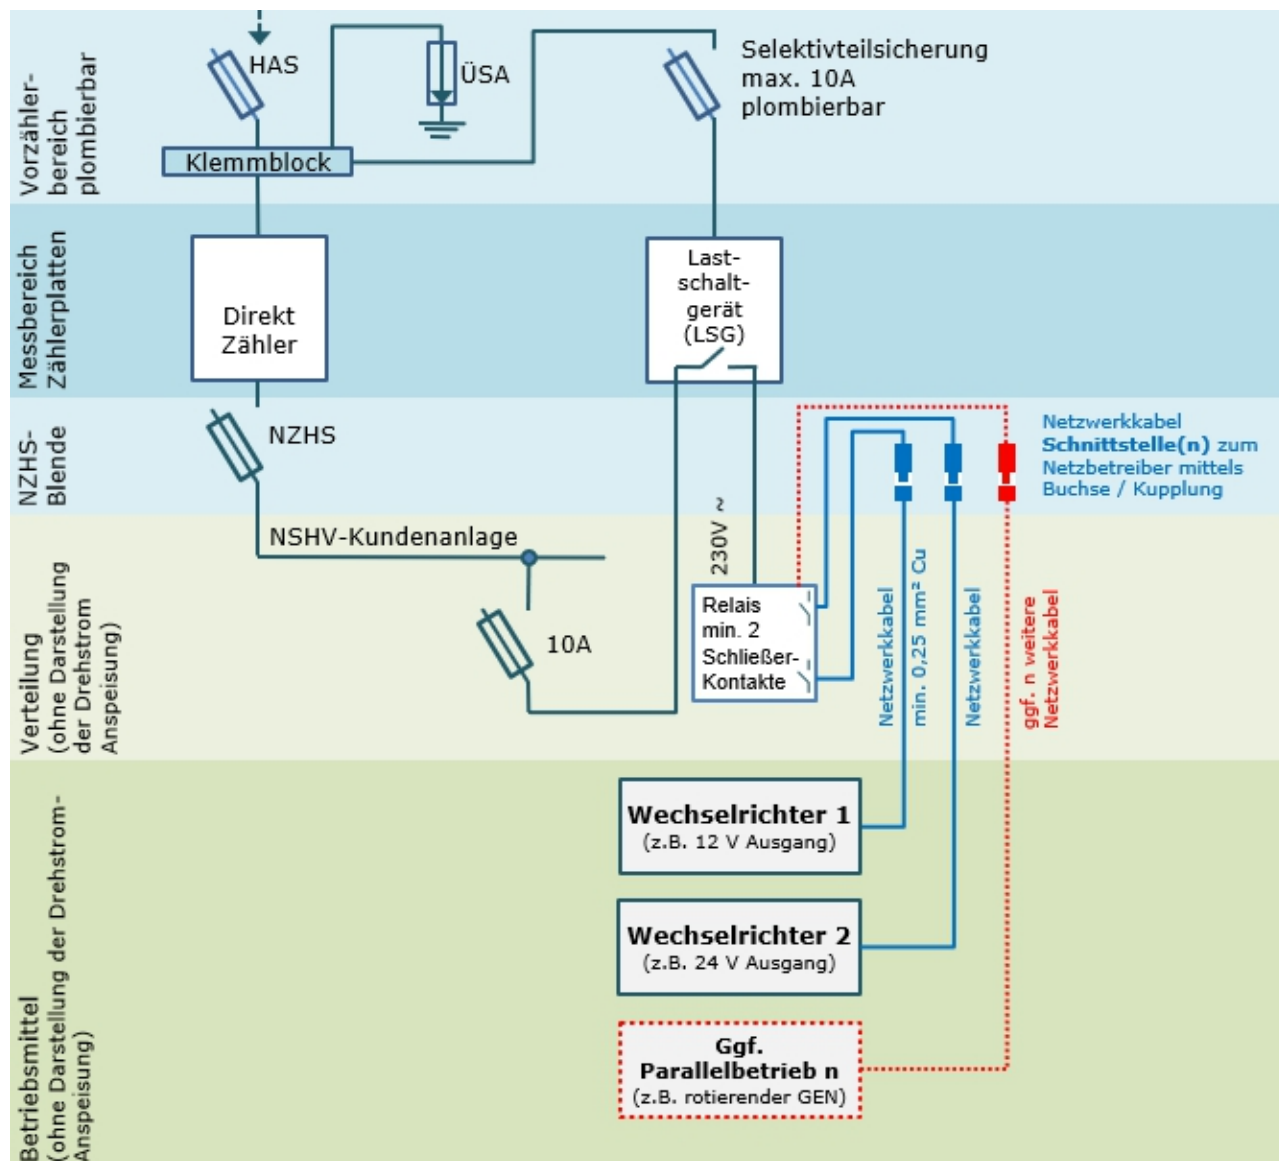 Vorzähler-
bereich
plombierbar
HAS
ÜSA
Selektivteilsicherung
max. 10A
plombierbar
Klemmblock
Messbereich
Zählerplatten
Direkt
Zähler
Last-
schalt-
gerät
(LSG)
NZHS-
Blende
NZHS
Netzwerkkabel
Schnittstelle(n) zum
Netzbetreiber mittels
Buchse / Kupplung
Verteilung
(ohne Darstellung
der Drehstrom
Anspeisung)
NSHV-Kundenanlage
10A
230V ~
Relais
min. 2
Schließer-
Kontakte
Netzwerkkabel
min. 0,25 mm² Cu
Netzwerkkabel
ggf. n weitere
Netzwerkkabel
Betriebsmittel
(ohne Darstellung der Drehstrom-
Anspeisung)
Wechselrichter 1
(z.B. 12 V Ausgang)
Wechselrichter 2
(z.B. 24 V Ausgang)
Ggf.
Parallelbetrieb n
(z.B. rotierender GEN)